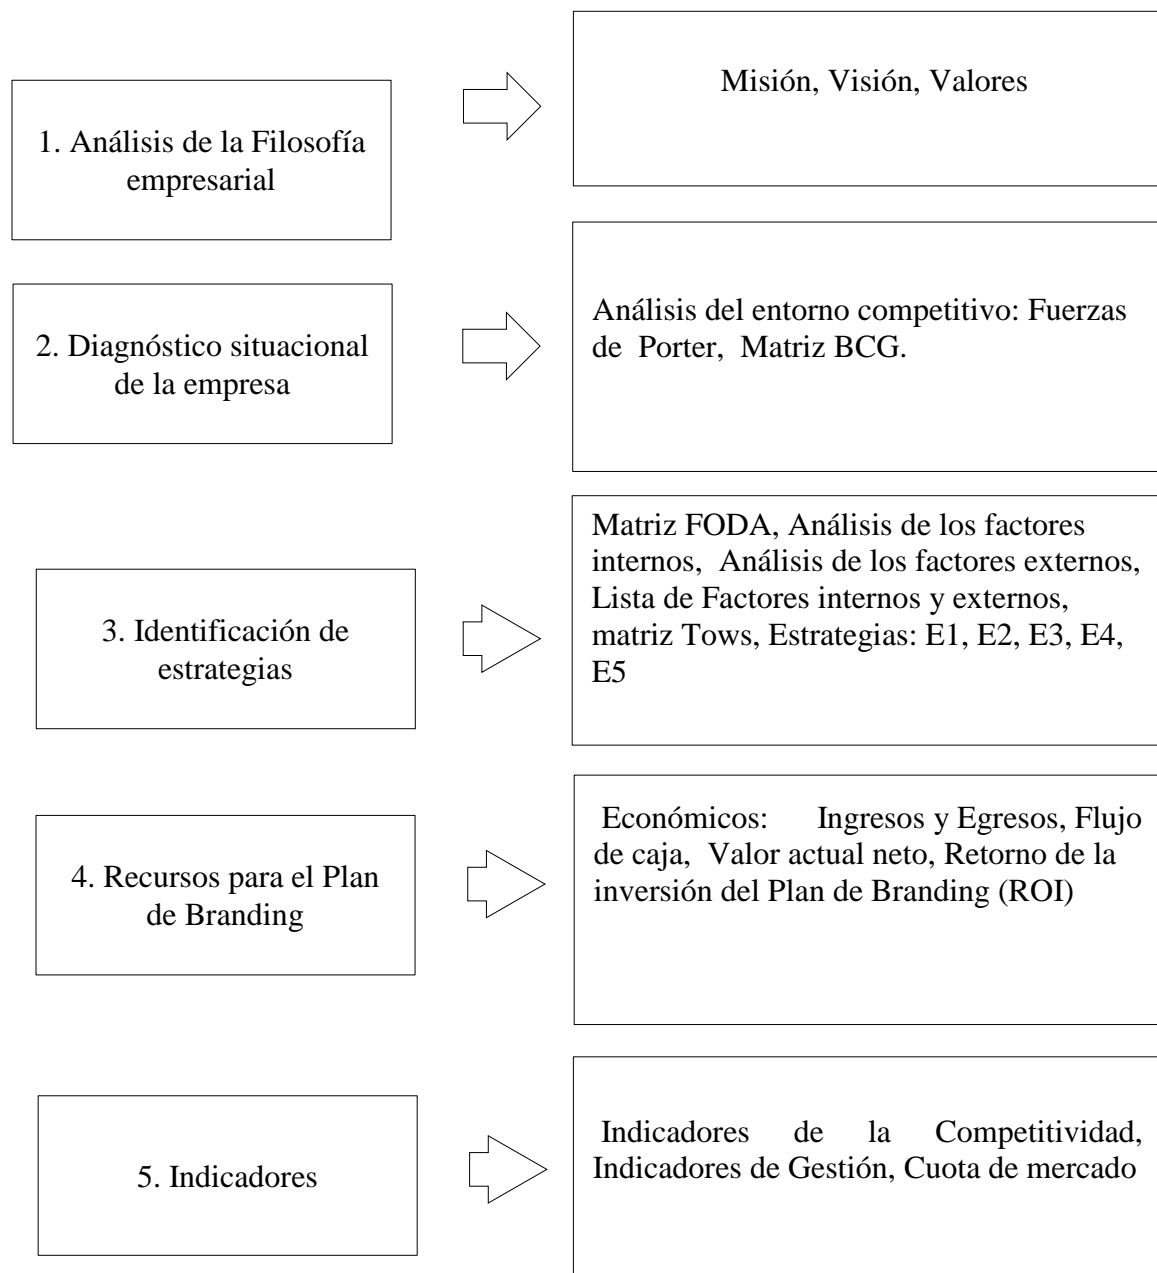 Misión, Visión, Valores
1. Análisis de la Filosofía
empresarial
Análisis del entorno competitivo: Fuerzas
de Porter, Matriz BCG.
2. Diagnóstico situacional
de la empresa
Matriz FODA, Análisis de los factores
internos, Análisis de los factores externos,
Lista de Factores internos y externos,
matriz Tows, Estrategias: E1, E2, E3, E4,
E5
3. Identificación de
estrategias
Económicos: Ingresos y Egresos, Flujo
de caja, Valor actual neto, Retorno de la
inversión del Plan de Branding (ROI)
4. Recursos para el Plan
de Branding
Indicadores de la Competitividad,
Indicadores de Gestión, Cuota de mercado
5. Indicadores